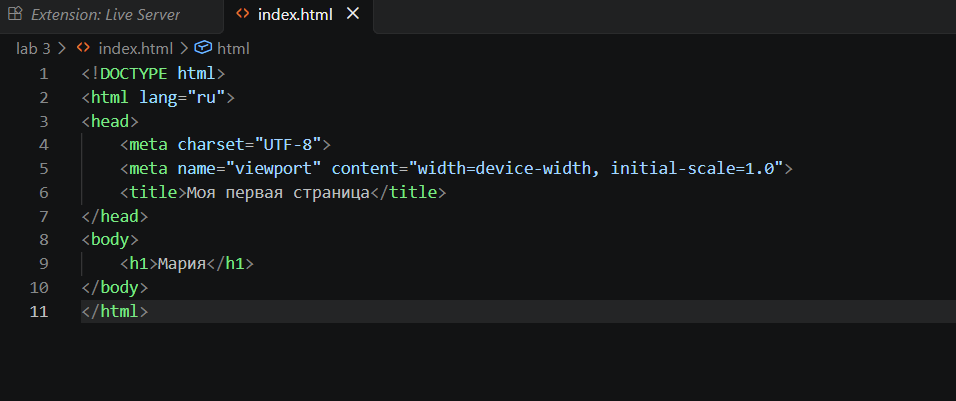 Extension: Live Server
index.html
lab 3 > index.html > html
1 <!DOCTYPE html>
2 <html lang="ru">
3 <head>
4 <meta charset="UTF-8">
5 <meta name="viewport" content="width=device-width, initial-scale=1.0">
6 <title>Моя первая страница</title>
7 </head>
8 <body>
9 <h1>Мария</h1>
10 </body>
11 </html>